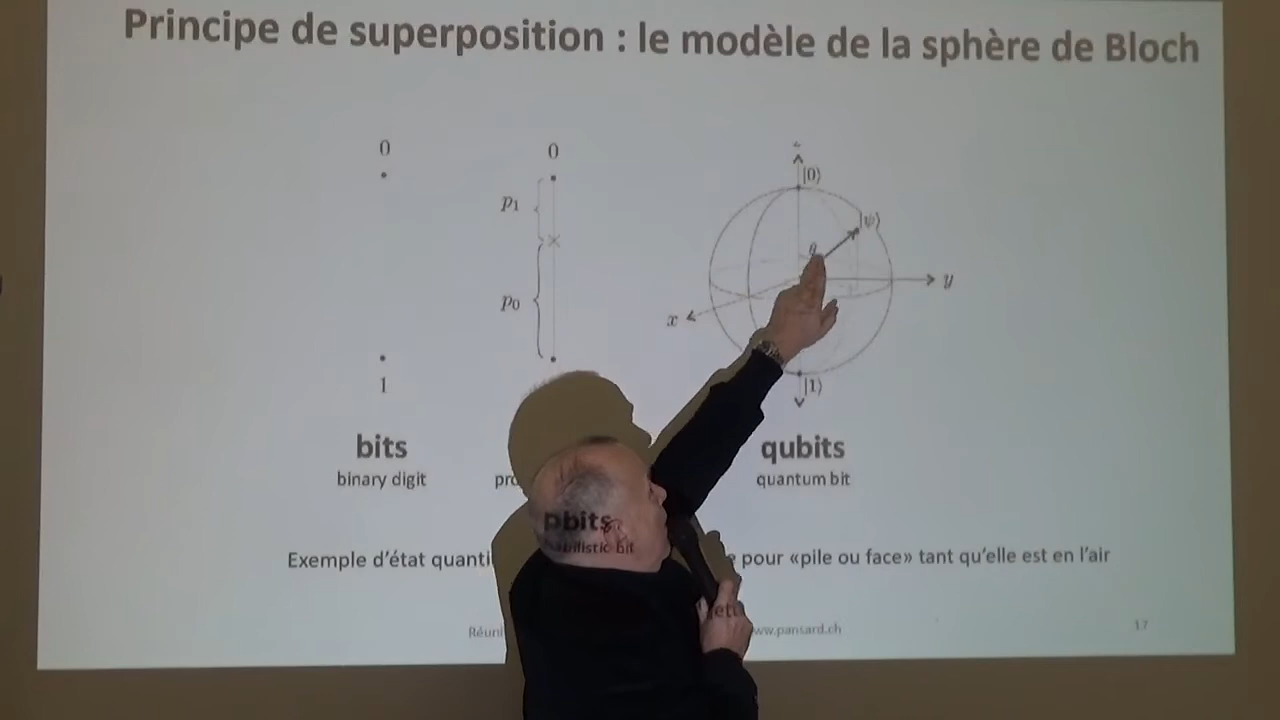 Principe de superposition : le modèle de la sphère de Bloch
0
0
|0⟩
p₁
|ψ⟩
θ
y
p₀
x
1
|1⟩
bits
pbits
qubits
binary digit
quantum bit
Exemple d'état quanti
pour «pile ou face» tant qu'elle est en l'air
Réuni
ww.pansard.ch
17